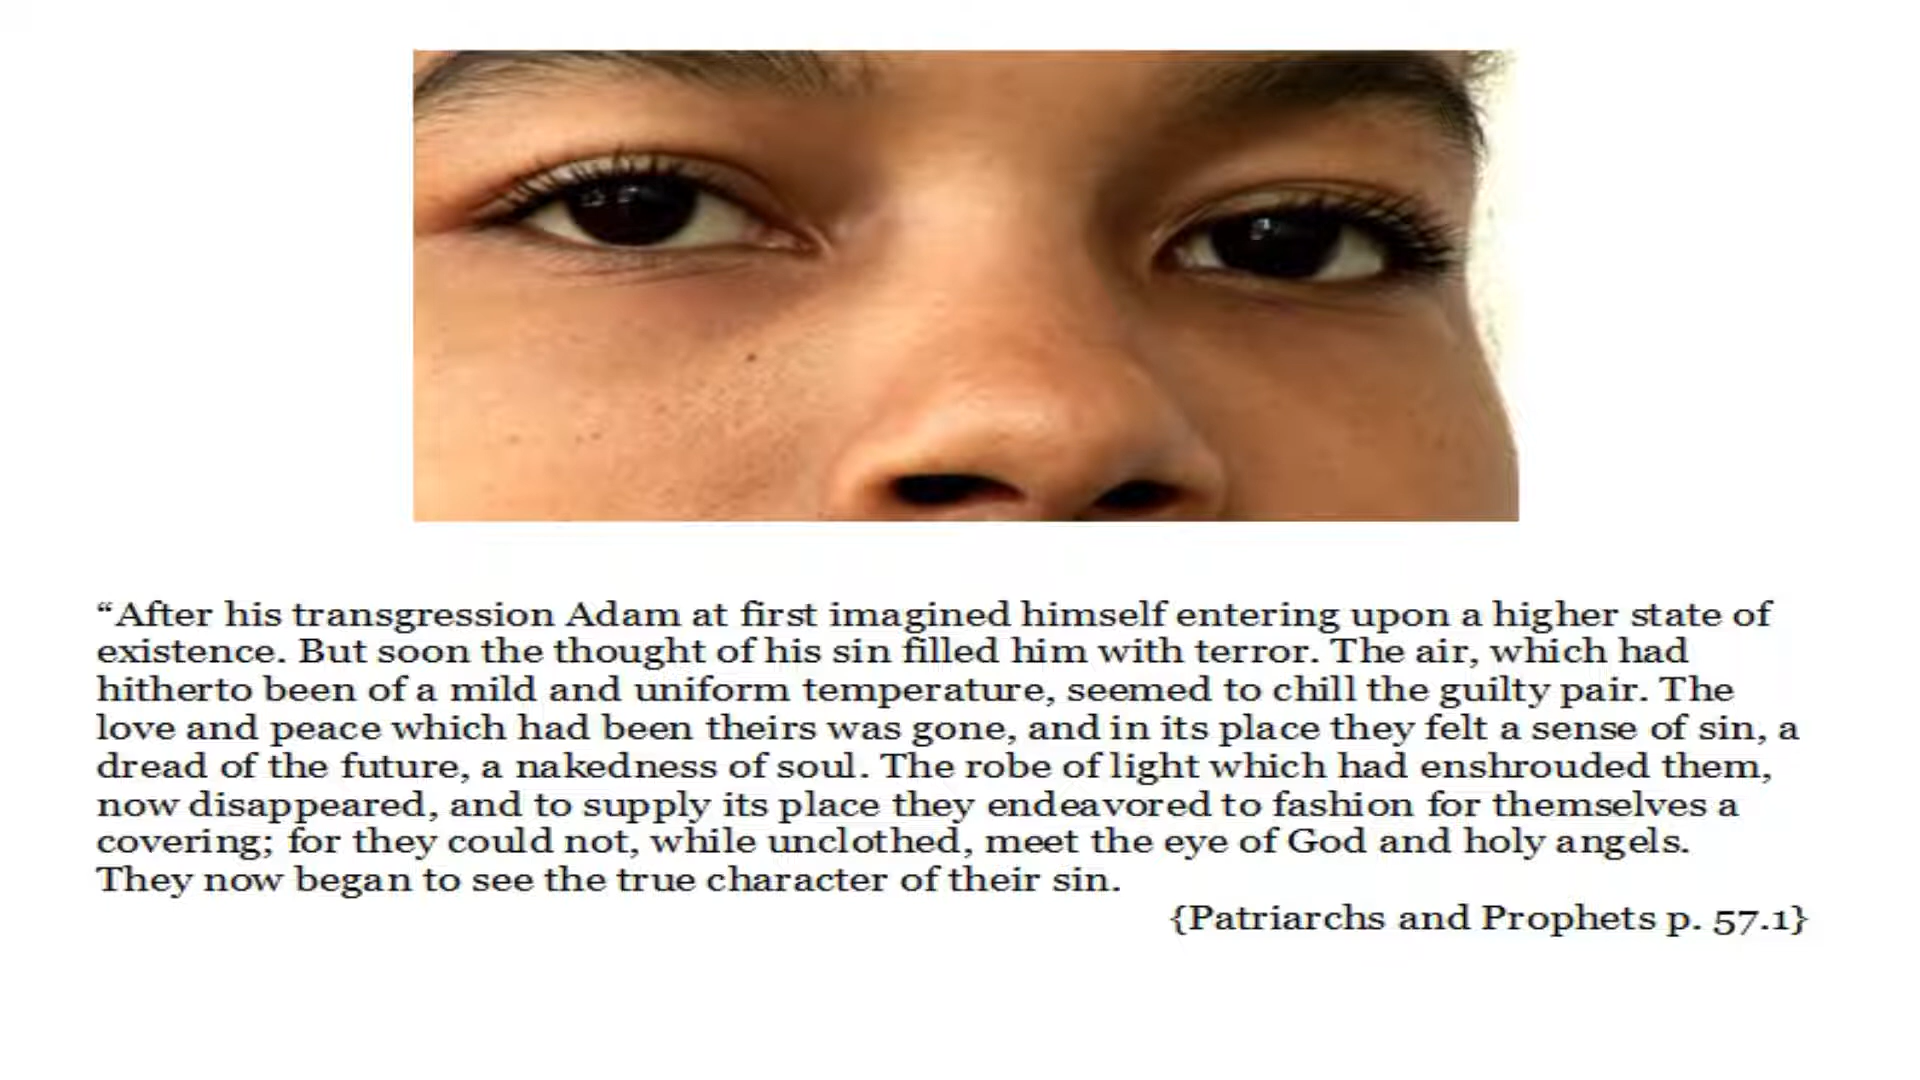 “After his transgression Adam at first imagined himself entering upon a higher state of
existence. But soon the thought of his sin filled him with terror. The air, which had
hitherto been of a mild and uniform temperature, seemed to chill the guilty pair. The
love and peace which had been theirs was gone, and in its place they felt a sense of sin, a
dread of the future, a nakedness of soul. The robe of light which had enshrouded them,
now disappeared, and to supply its place they endeavored to fashion for themselves a
covering; for they could not, while unclothed, meet the eye of God and holy angels.
They now began to see the true character of their sin.
{Patriarchs and Prophets p. 57.1}